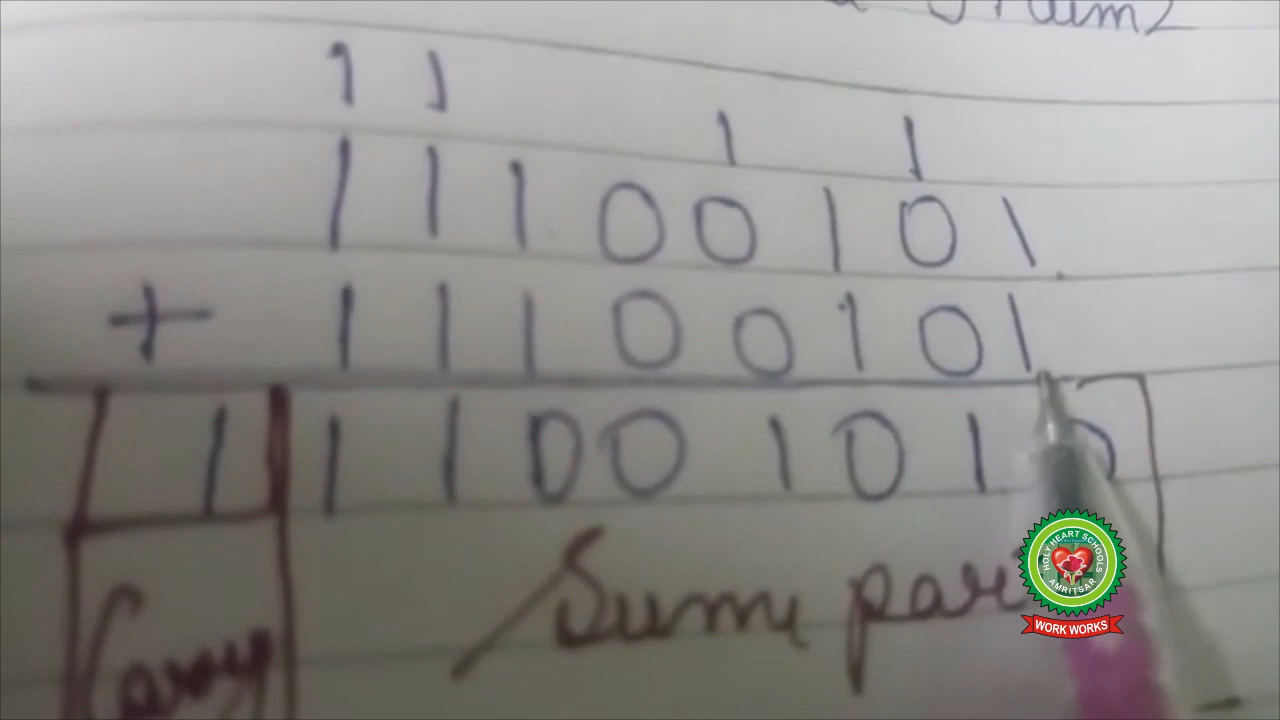 1 1 1 1
1 1 1 0 0 1 0 1
+ 1 1 1 0 0 1 0 1
1 1 1 0 0 1 0 1 0
Sum part
Carry
HOLY HEART SCHOOLS
AMRITSAR
WORK WORKS